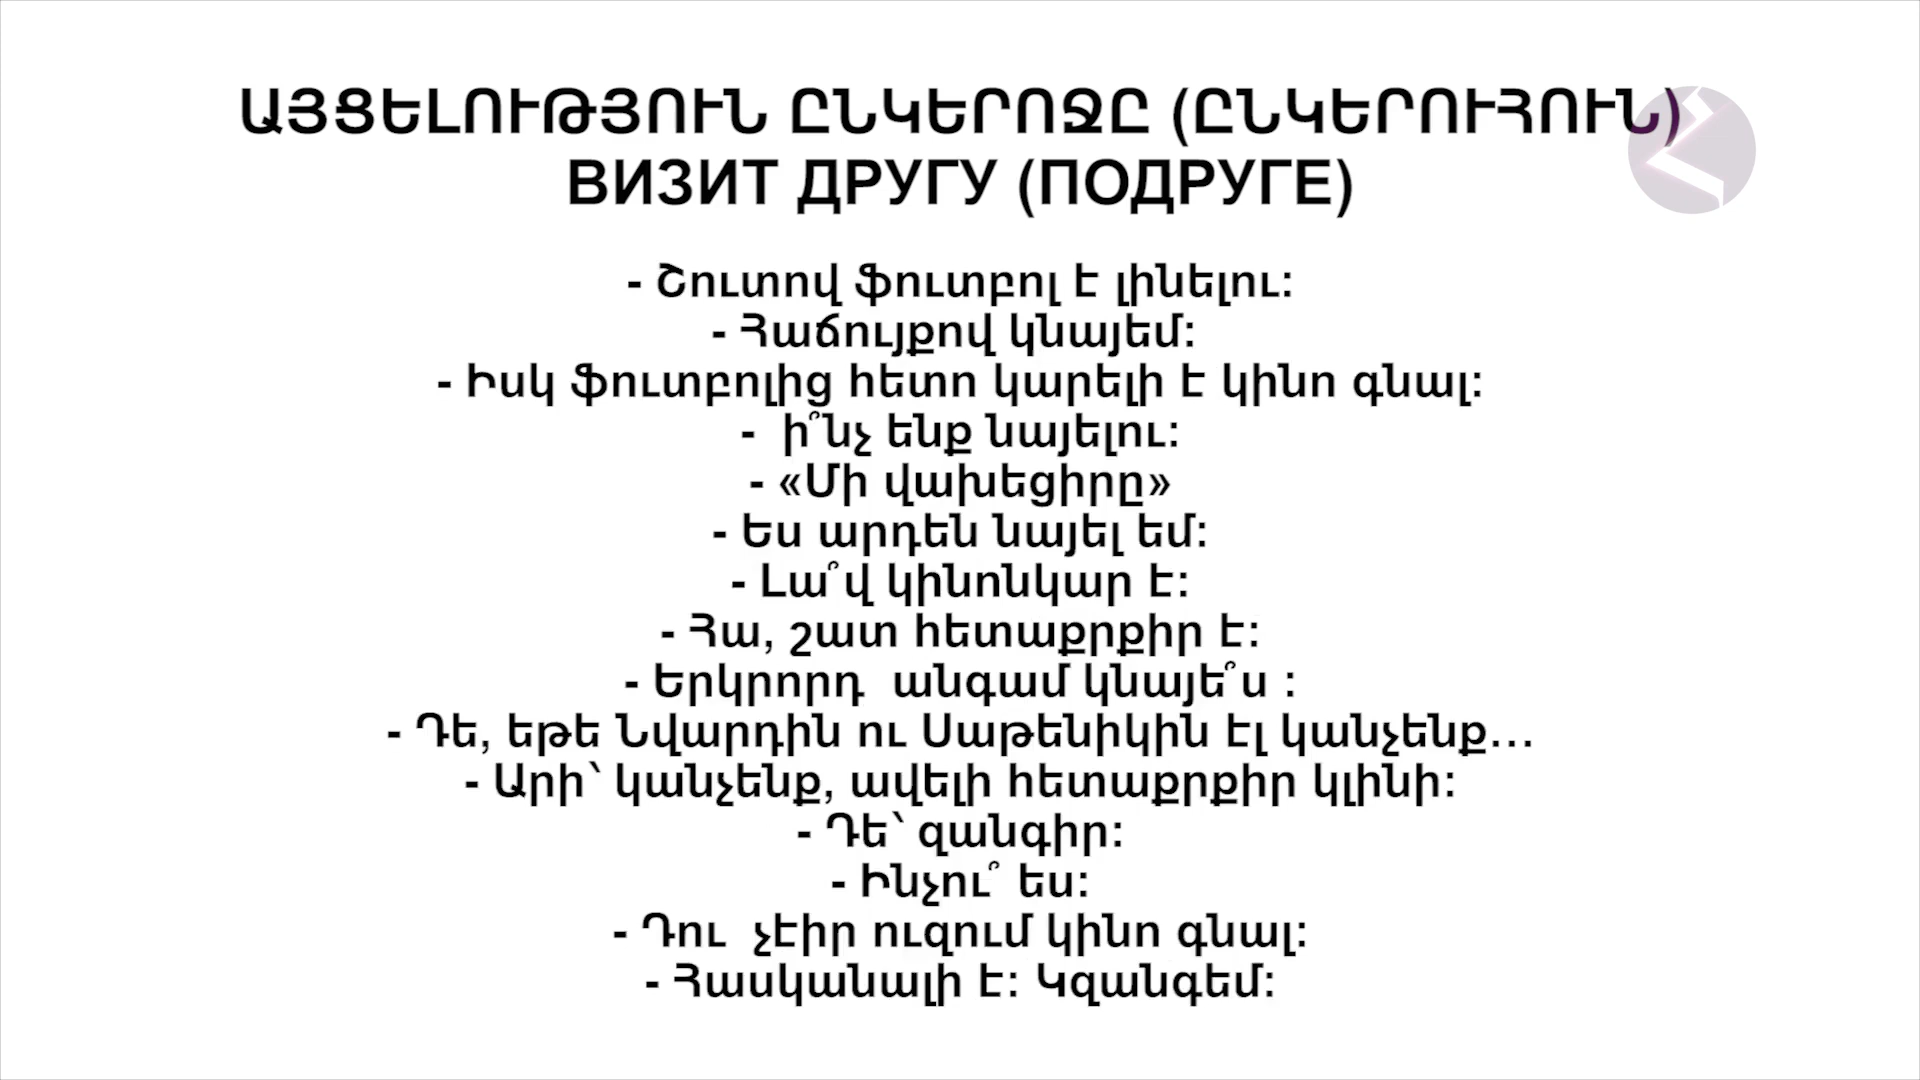 ԱՅՑԵԼՈՒԹՅՈՒՆ ԸՆԿԵՐՈՋԸ (ԸՆԿԵՐՈՒՀՈՒՆ)
ВИЗИТ ДРУГУ (ПОДРУГЕ)
- Շուտով ֆուտբոլ է լինելու:
- Հաճույքով կնայեմ:
- Իսկ ֆուտբոլից հետո կարելի է կինո գնալ:
- ի՞նչ ենք նայելու:
- «Մի վախեցիրը»
- Ես արդեն նայել եմ:
- Լա՞վ կինոնկար է:
- Հա, շատ հետաքրքիր է:
- Երկրորդ անգամ կնայե՞ս :
- Դե, եթե Նվարդին ու Սաթենիկին էլ կանչենք...
- Արի՝ կանչենք, ավելի հետաքրքիր կլինի:
- Դե՝ զանգիր:
- Ինչու՞ ես:
- Դու չէիր ուզում կինո գնալ:
- Հասկանալի է: Կզանգեմ: